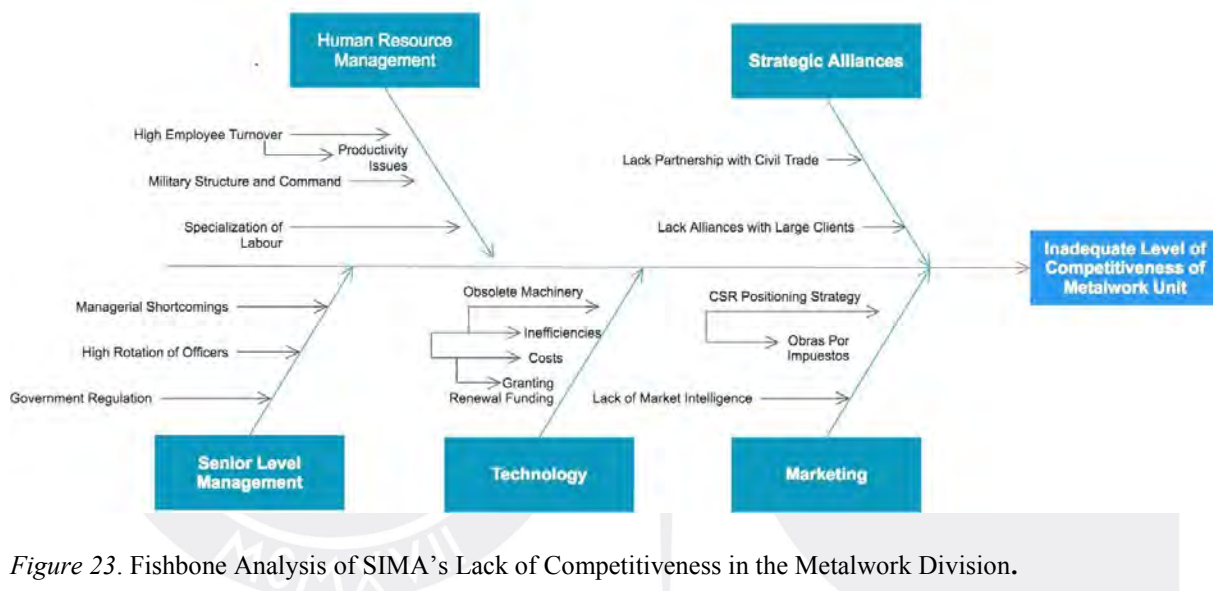 Human Resource
Management
Strategic Alliances
High Employee Turnover
Productivity
Issues
Military Structure and Command
Specialization of
Labour
Lack Partnership with Civil Trade
Lack Alliances with Large Clients
Inadequate Level of
Competitiveness of
Metalwork Unit
Managerial Shortcomings
High Rotation of Officers
Government Regulation
Obsolete Machinery
Inefficiencies
Costs
Granting
Renewal Funding
CSR Positioning Strategy
Obras Por
Impuestos
Lack of Market Intelligence
Senior Level
Management
Technology
Marketing
MCMXVII
Figure 23. Fishbone Analysis of SIMA’s Lack of Competitiveness in the Metalwork Division.